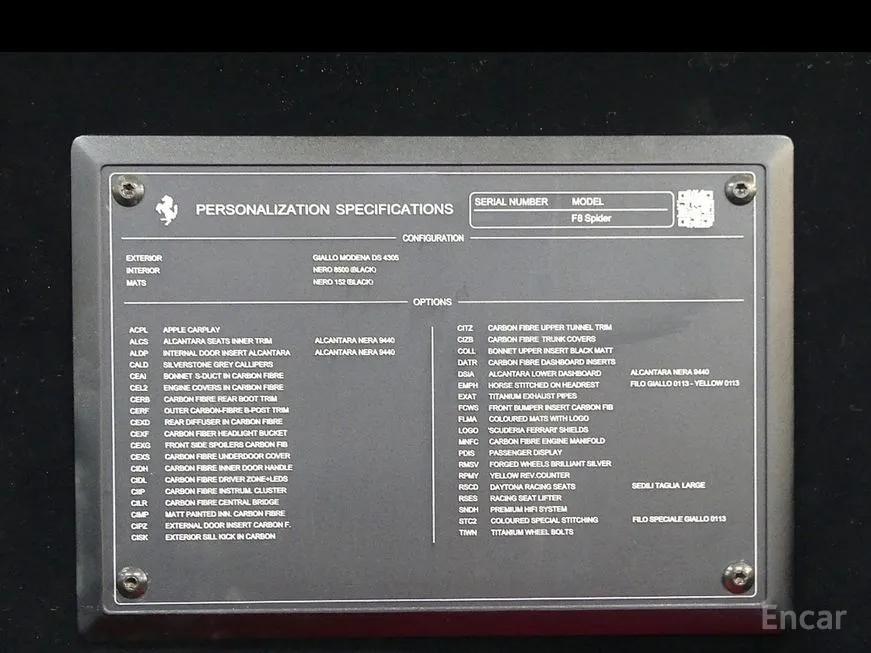 PERSONALIZATION SPECIFICATIONS
SERIAL NUMBER MODEL
F8 Spider
CONFIGURATION
EXTERIOR GIALLO MODENA DS 4305
INTERIOR NERO 8500 (BLACK)
MATS NERO 152 (BLACK)
OPTIONS
ACPL APPLE CARPLAY
ALCS ALCANTARA SEATS INNER TRIM ALCANTARA NERA 9440
ALDP INTERNAL DOOR INSERT ALCANTARA ALCANTARA NERA 9440
CALD SILVERSTONE GREY CALLIPERS
CEA1 BONNET S-DUCT IN CARBON FIBRE
CEL2 ENGINE COVERS IN CARBON FIBRE
CERB CARBON FIBRE REAR BOOT TRIM
CERF OUTER CARBON-FIBRE B-POST TRIM
CEXD REAR DIFFUSER IN CARBON FIBRE
CEXF CARBON FIBER HEADLIGHT BUCKET
CEXG FRONT SIDE SPOILERS CARBON FIB
CEXS CARBON FIBRE UNDERDOOR COVER
CIDH CARBON FIBRE INNER DOOR HANDLE
CIDL CARBON FIBRE DRIVER ZONE+LEDS
CIIP CARBON FIBRE INSTRUM. CLUSTER
CILR CARBON FIBRE CENTRAL BRIDGE
CIMP MATT PAINTED INN. CARBON FIBRE
CIPZ EXTERNAL DOOR INSERT CARBON F.
CISK EXTERIOR SILL KICK IN CARBON
CITZ CARBON FIBRE UPPER TUNNEL TRIM
CIZB CARBON FIBRE TRUNK COVERS
COLL BONNET UPPER INSERT BLACK MATT
DATR CARBON FIBRE DASHBOARD INSERTS
DSIA ALCANTARA LOWER DASHBOARD ALCANTARA NERA 9440
EMPH HORSE STITCHED ON HEADREST FILO GIALLO 0113 - YELLOW 0113
EXAT TITANIUM EXHAUST PIPES
FCWS FRONT BUMPER INSERT CARBON FIB
FLMA COLOURED MATS WITH LOGO
LOGO 'SCUDERIA FERRARI' SHIELDS
MNFC CARBON FIBRE ENGINE MANIFOLD
PDIS PASSENGER DISPLAY
RMSV FORGED WHEELS BRILLIANT SILVER
RPMY YELLOW REV.COUNTER
RSCD DAYTONA RACING SEATS SEDILI TAGLIA LARGE
RSES RACING SEAT LIFTER
SNDH PREMIUM HIFI SYSTEM
STC2 COLOURED SPECIAL STITCHING FILO SPECIALE GIALLO 0113
TIWN TITANIUM WHEEL BOLTS
Encar